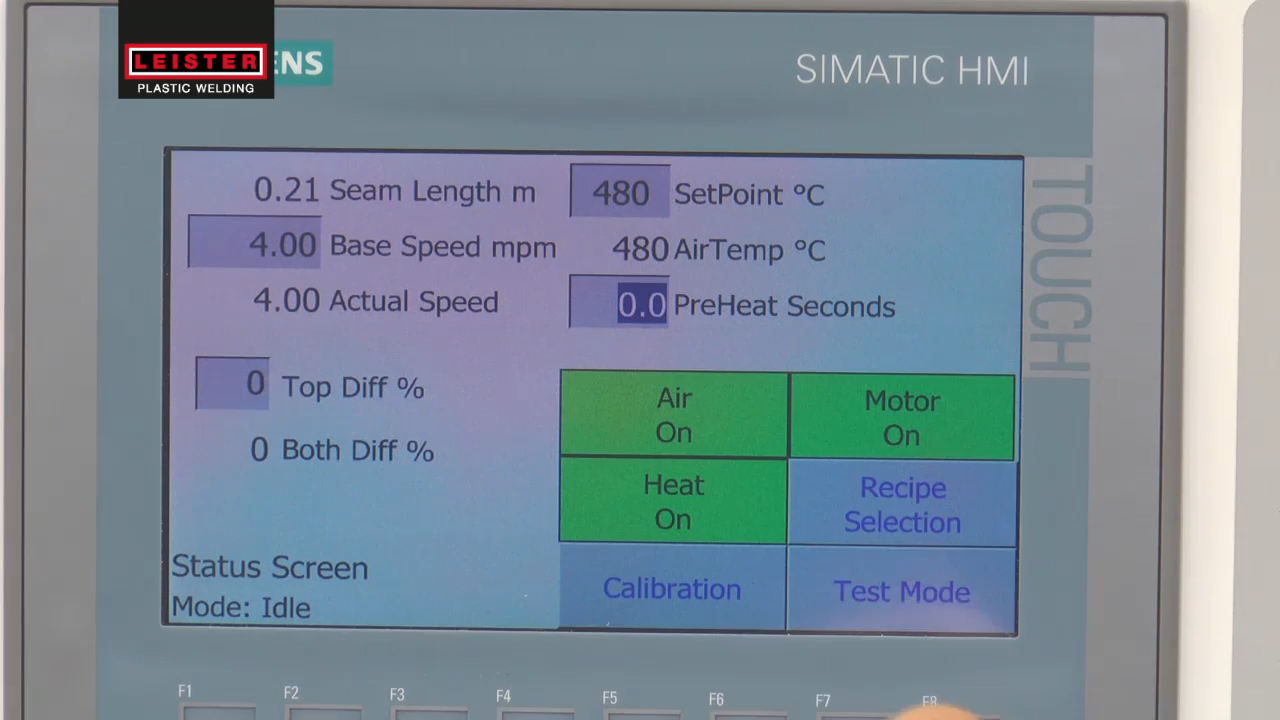 LEISTER
PLASTIC WELDING
ENS
SIMATIC HMI
TOUCH
0.21 Seam Length m
480 SetPoint °C
4.00 Base Speed mpm
480 AirTemp °C
4.00 Actual Speed
0.0 PreHeat Seconds
0 Top Diff %
0 Both Diff %
Air
On
Motor
On
Heat
On
Recipe
Selection
Calibration
Test Mode
Status Screen
Mode: Idle
F1 F2 F3 F4 F5 F6 F7 F8